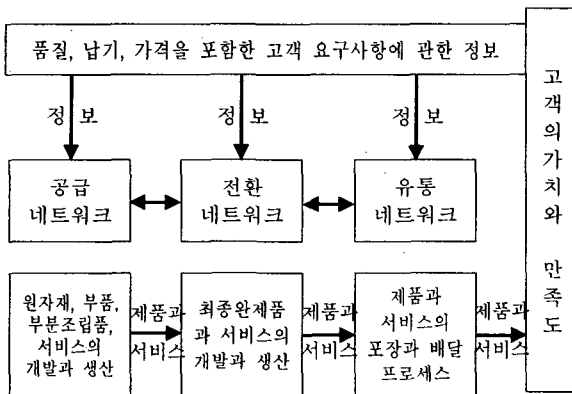 품질, 납기, 가격을 포함한 고객 요구사항에 관한 정보
고객의가치와 만족도
정보
정보
정보
공급
네트워크
전환
네트워크
유통
네트워크
원자재, 부품,
부분조립품,
서비스의
개발과 생산
제품과
서비스
최종완제품
과 서비스의
개발과 생산
제품과
서비스
제품과
서비스의
포장과 배달
프로세스
제품과
서비스